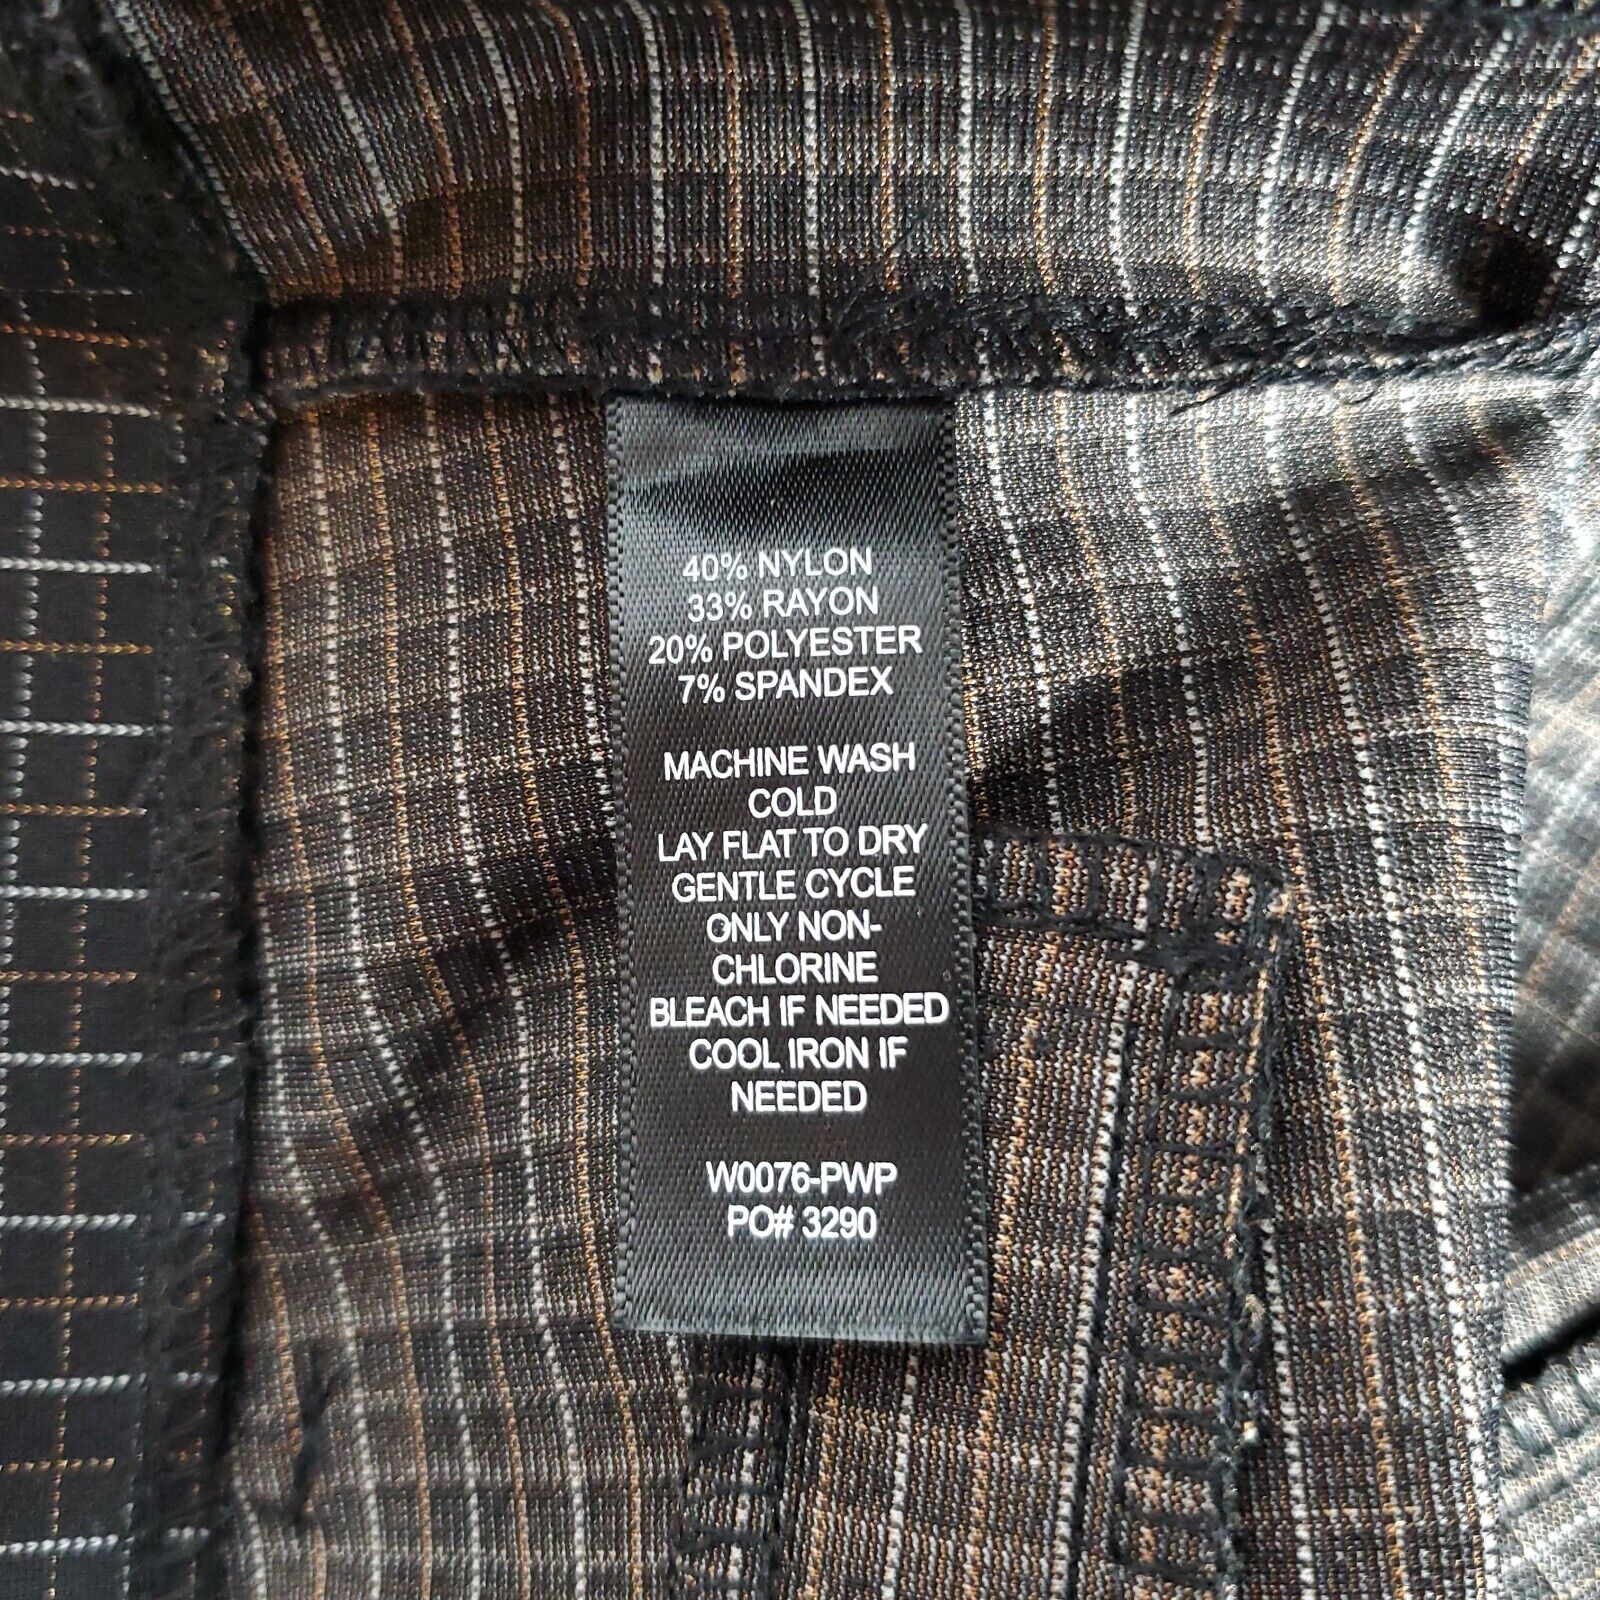 40% NYLON
33% RAYON
20% POLYESTER
7% SPANDEX
MACHINE WASH
COLD
LAY FLAT TO DRY
GENTLE CYCLE
ONLY NON-
CHLORINE
BLEACH IF NEEDED
COOL IRON IF
NEEDED
W0076-PWP
PO# 3290